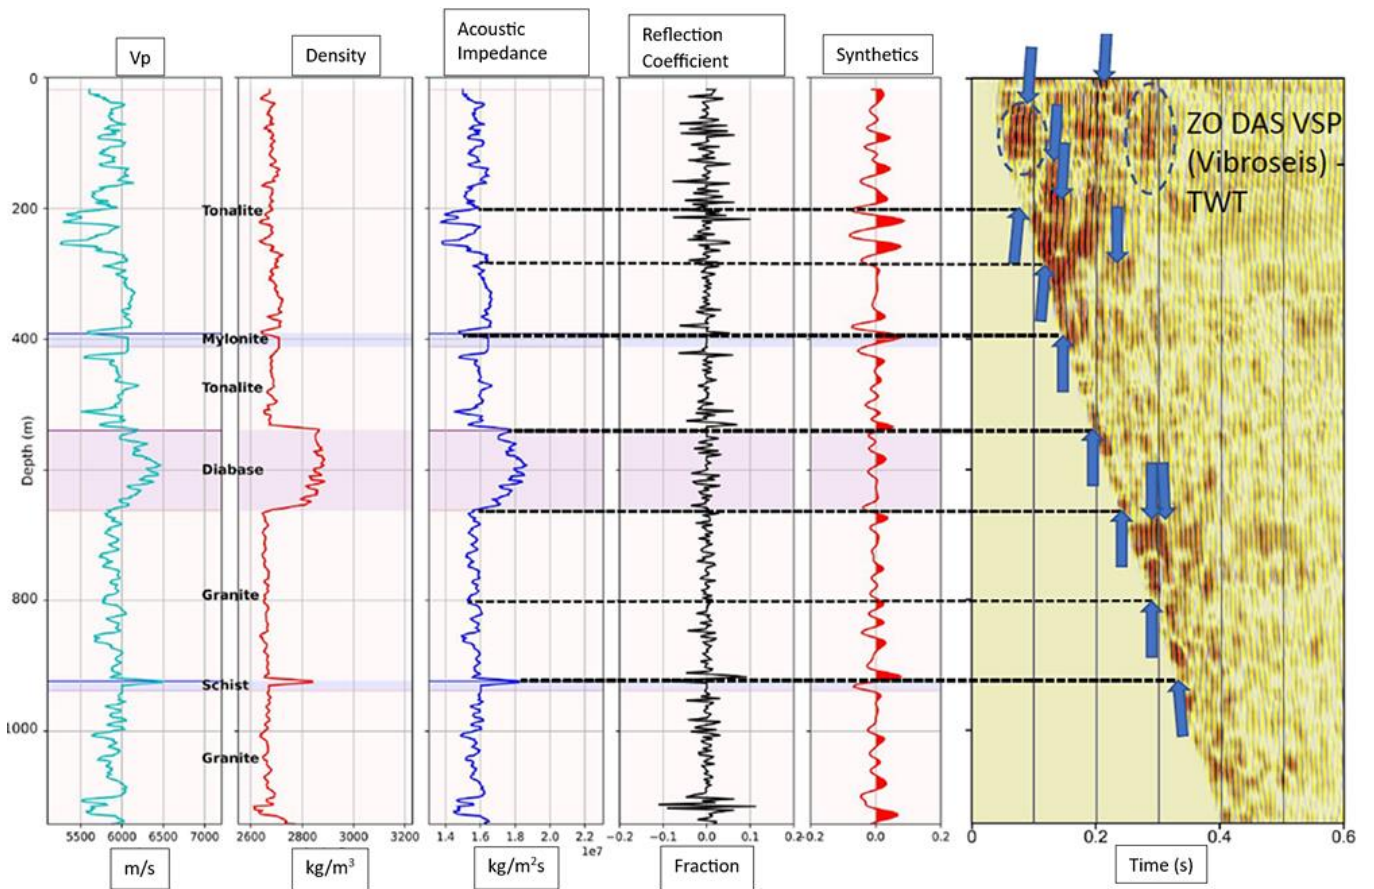 Vp
Density
Acoustic
Impedance
Reflection
Coefficient
Synthetics
0
200
400
800
1000
Depth (m)
Tonalite
Mylonite
Tonalite
Diabase
Granite
Schist
Granite
ZO DAS VSP
(Vibroseis) -
TWT
5500 6000 6500 7000
2600 2800 3000 3200
1.4 1.6 1.8 2.0 2.2
1e7
−0.2 −0.1 0.0 0.1 0.2
−0.2 0.0 0.2
0 0.2 0.4 0.6
m/s
kg/m³
kg/m²s
Fraction
Time (s)